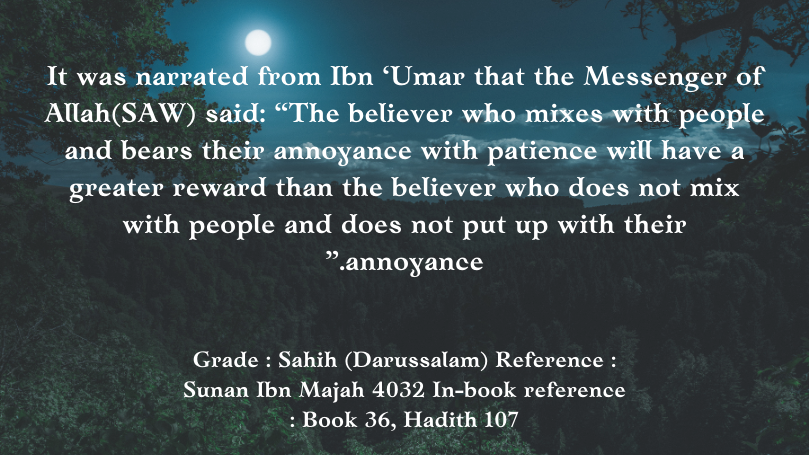 It was narrated from Ibn ‘Umar that the Messenger of
Allah(SAW) said: “The believer who mixes with people
and bears their annoyance with patience will have a
greater reward than the believer who does not mix
with people and does not put up with their
”.annoyance
Grade : Sahih (Darussalam) Reference :
Sunan Ibn Majah 4032 In-book reference
: Book 36, Hadith 107